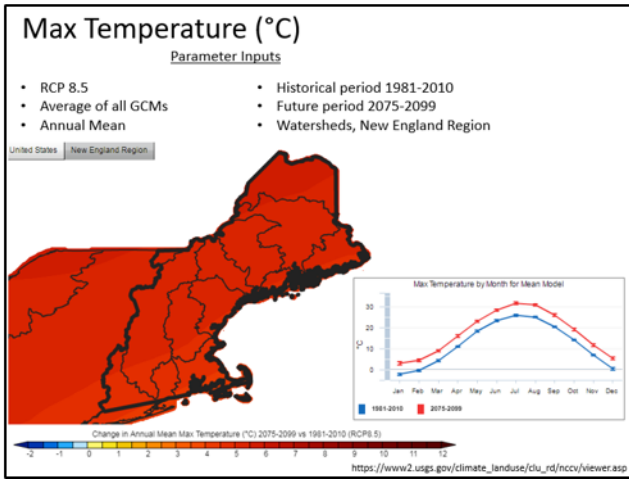 Max Temperature (°C)
Parameter Inputs
• RCP 8.5
• Average of all GCMs
• Annual Mean
• Historical period 1981-2010
• Future period 2075-2099
• Watersheds, New England Region
United States
New England Region
Max Temperature by Month for Mean Model
30
20
10
0
°C
Jan Feb Mar Apr May Jun Jul Aug Sep Oct Nov Dec
1981-2010 2075-2099
Change in Annual Mean Max Temperature (°C) 2075-2099 vs 1981-2010 (RCP8.5)
-2 -1 0 1 2 3 4 5 6 7 8 9 10 11 12
https://www2.usgs.gov/climate_landuse/clu_rd/nccv/viewer.asp